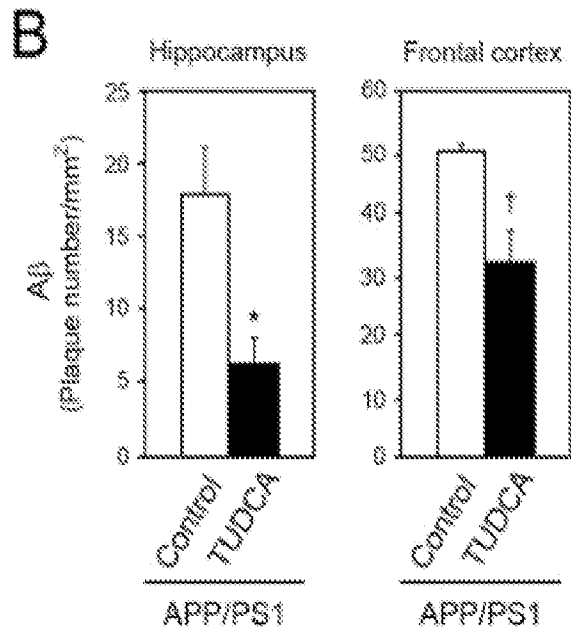 B
Hippocampus
Frontal cortex
Aβ
(Plaque number/mm²)
25
20
15
10
5
0
*
60
50
40
30
20
10
0
†
Control
TUDCA
Control
TUDCA
APP/PS1
APP/PS1